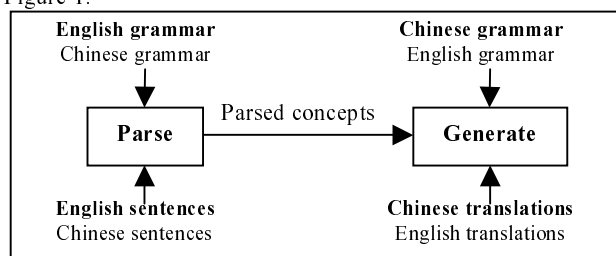 Figure 1:
English grammar
Chinese grammar
Chinese grammar
English grammar
Parsed concepts
Parse
Generate
English sentences
Chinese sentences
Chinese translations
English translations